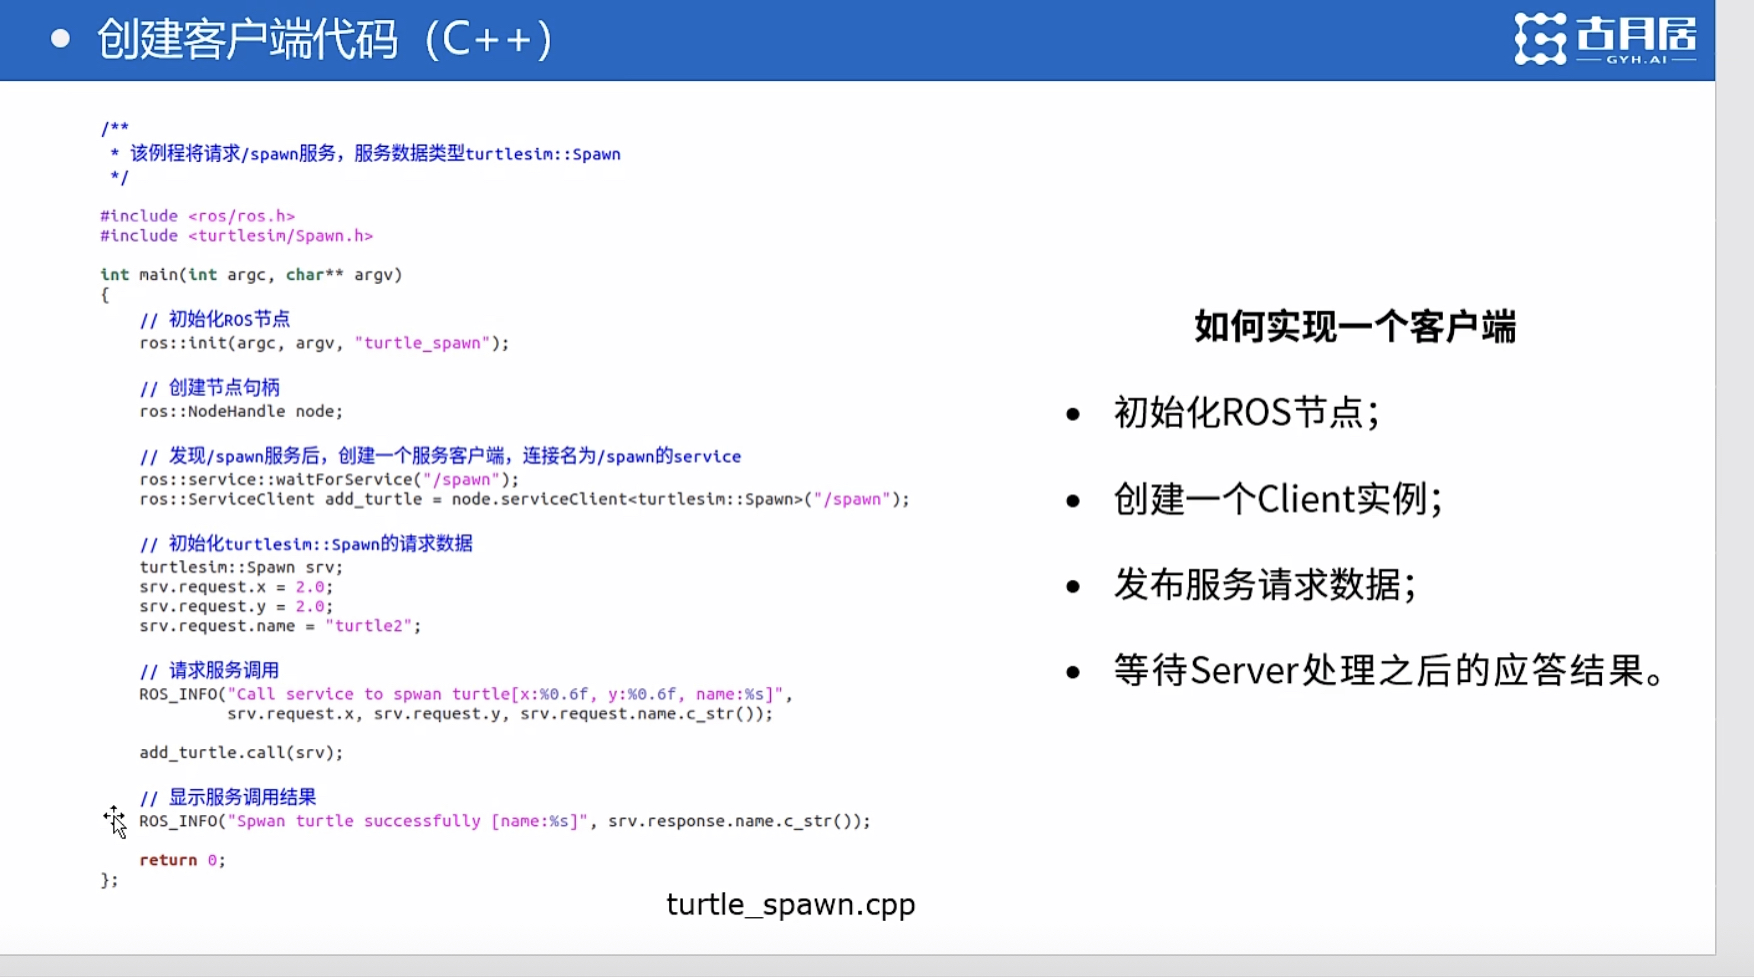 创建客户端代码（C++）
古月居
GYH.AI
/**
 * 该例程将请求/spawn服务，服务数据类型turtlesim::Spawn
 */
#include <ros/ros.h>
#include <turtlesim/Spawn.h>
int main(int argc, char** argv)
{
// 初始化ROS节点
ros::init(argc, argv, "turtle_spawn");
// 创建节点句柄
ros::NodeHandle node;
// 发现/spawn服务后，创建一个服务客户端，连接名为/spawn的service
ros::service::waitForService("/spawn");
ros::ServiceClient add_turtle = node.serviceClient<turtlesim::Spawn>("/spawn");
// 初始化turtlesim::Spawn的请求数据
turtlesim::Spawn srv;
srv.request.x = 2.0;
srv.request.y = 2.0;
srv.request.name = "turtle2";
// 请求服务调用
ROS_INFO("Call service to spwan turtle[x:%0.6f, y:%0.6f, name:%s]",
srv.request.x, srv.request.y, srv.request.name.c_str());
add_turtle.call(srv);
// 显示服务调用结果
ROS_INFO("Spwan turtle successfully [name:%s]", srv.response.name.c_str());
return 0;
};
turtle_spawn.cpp
如何实现一个客户端
● 初始化ROS节点；
● 创建一个Client实例；
● 发布服务请求数据；
● 等待Server处理之后的应答结果。